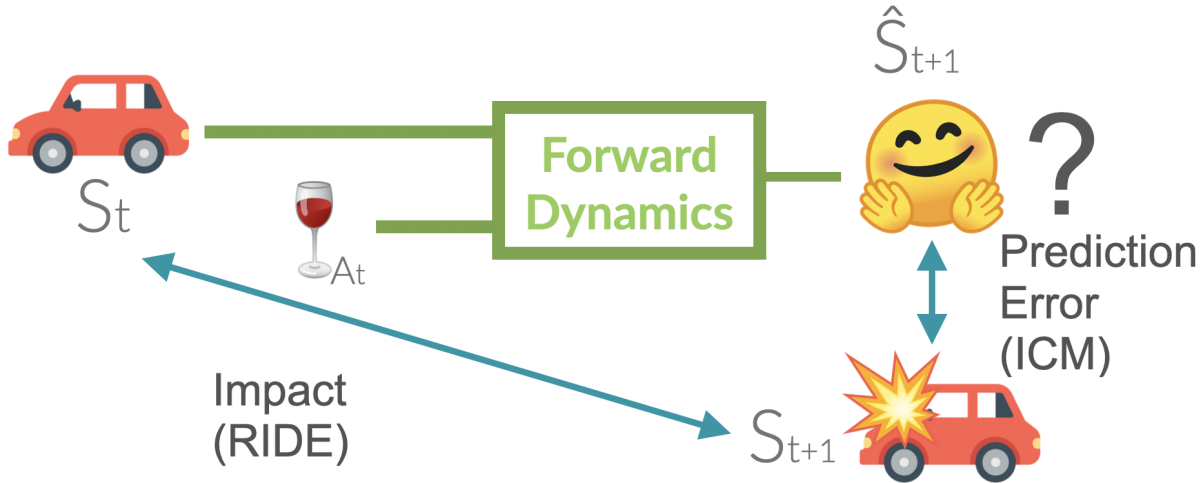 Ŝt+1
Forward
Dynamics
?
St
At
Prediction
Error
(ICM)
Impact
(RIDE)
St+1